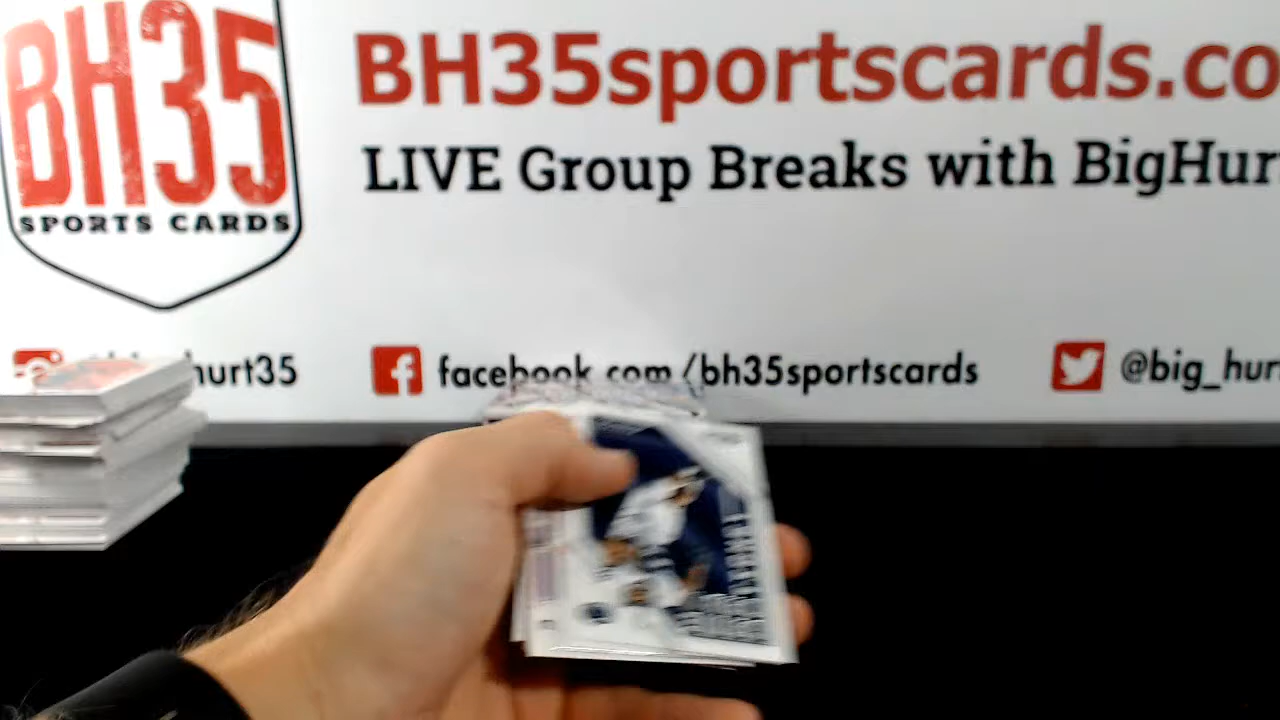 BH35
SPORTS CARDS
BH35sportscards.co
LIVE Group Breaks with BigHur
hurt35
facebook.com/bh35sportscards
@big_hur